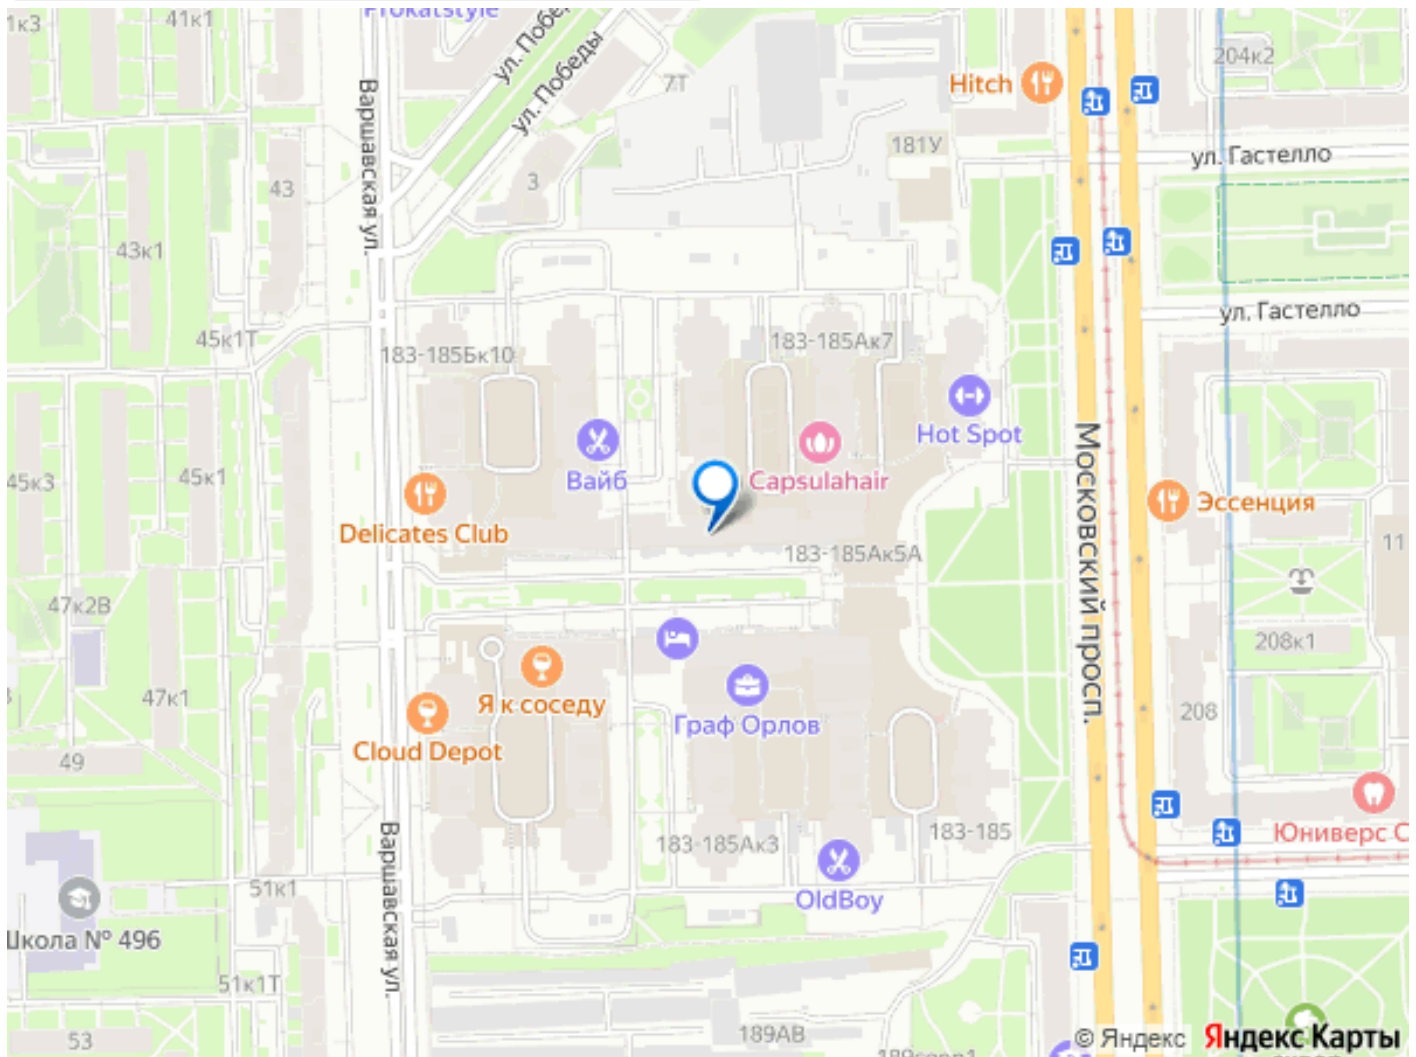 1к3
41к1
Prokatstyle
ул. Победы
ул. Победы
7Т
Hitch
204к2
Варшавская ул.
181У
ул. Гастелло
43
3
43к1
ул. Гастелло
45к1Т
183-185Бк10
183-185Ак7
Hot Spot
45к3
45к1
Вайб
Capsulahair
Московский просп.
Эссенция
Delicates Club
183-185Ак5А
11
47к2В
208к1
47к1
Я к соседу
Граф Орлов
208
49
Cloud Depot
183-185Ак3
183-185
Юниверс С
Варшавская ул.
51к1
OldBoy
Школа № 496
51к1Т
53
189АВ
© Яндекс Яндекс Карты